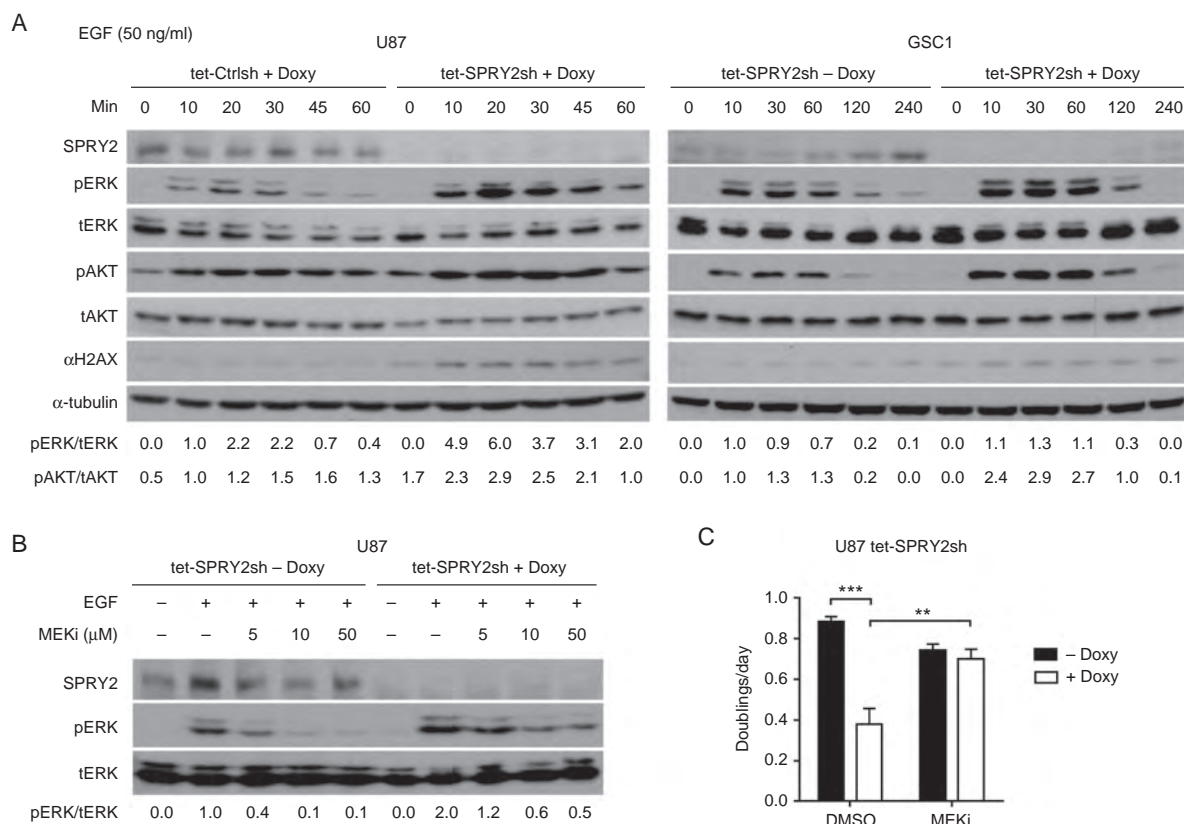 A
EGF (50 ng/ml)
U87
GSC1
tet-Ctrlsh + Doxy tet-SPRY2sh + Doxy tet-SPRY2sh – Doxy tet-SPRY2sh + Doxy
Min 0 10 20 30 45 60 0 10 20 30 45 60 0 10 30 60 120 240 0 10 30 60 120 240
SPRY2
pERK
tERK
pAKT
tAKT
αH2AX
α-tubulin
pERK/tERK 0.0 1.0 2.2 2.2 0.7 0.4 0.0 4.9 6.0 3.7 3.1 2.0 0.0 1.0 0.9 0.7 0.2 0.1 0.0 1.1 1.3 1.1 0.3 0.0
pAKT/tAKT 0.5 1.0 1.2 1.5 1.6 1.3 1.7 2.3 2.9 2.5 2.1 1.0 0.0 1.0 1.3 1.3 0.2 0.0 0.0 2.4 2.9 2.7 1.0 0.1
B
U87
tet-SPRY2sh – Doxy tet-SPRY2sh + Doxy
EGF – + + + + – + + + +
MEKi (μM) – – 5 10 50 – – 5 10 50
SPRY2
pERK
tERK
pERK/tERK 0.0 1.0 0.4 0.1 0.1 0.0 2.0 1.2 0.6 0.5
C
U87 tet-SPRY2sh
Doublings/day
1.0
0.8
0.6
0.4
0.2
0.0
***
**
DMSO MEKi
– Doxy
+ Doxy